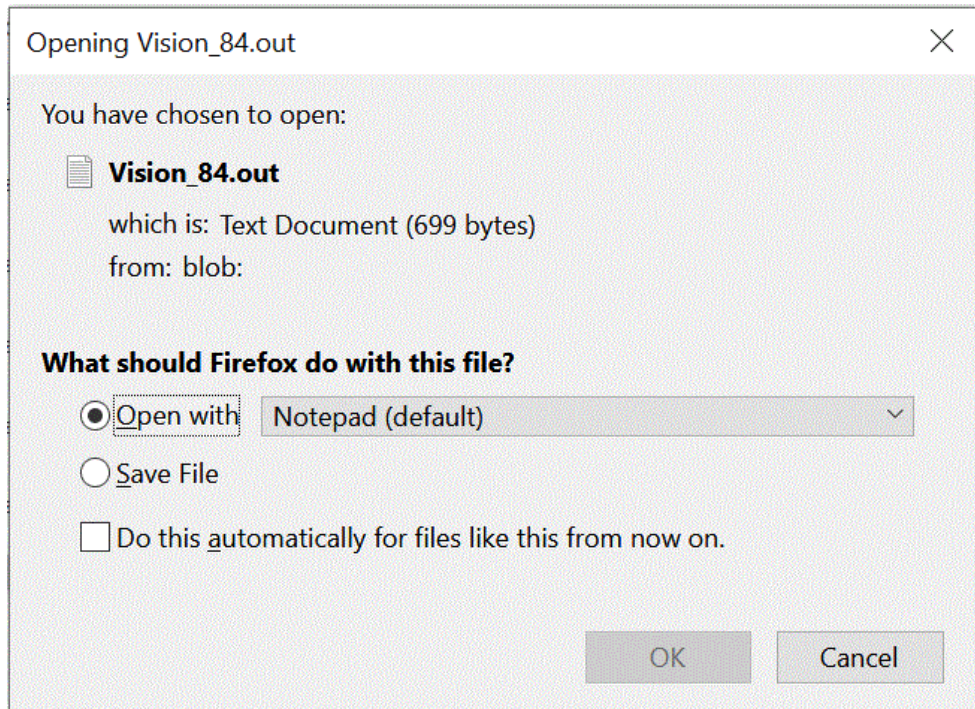 Opening Vision_84.out
You have chosen to open:
Vision_84.out
which is: Text Document (699 bytes)
from: blob:
What should Firefox do with this file?
Open with Notepad (default)
Save File
Do this automatically for files like this from now on.
OK Cancel